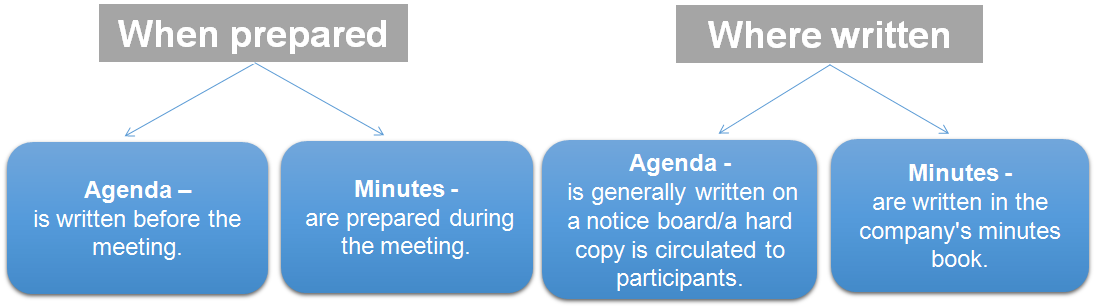 When prepared
Where written
Agenda –
is written before the
meeting.
Minutes -
are prepared during
the meeting.
Agenda -
is generally written on
a notice board/a hard
copy is circulated to
participants.
Minutes -
are written in the
company's minutes
book.